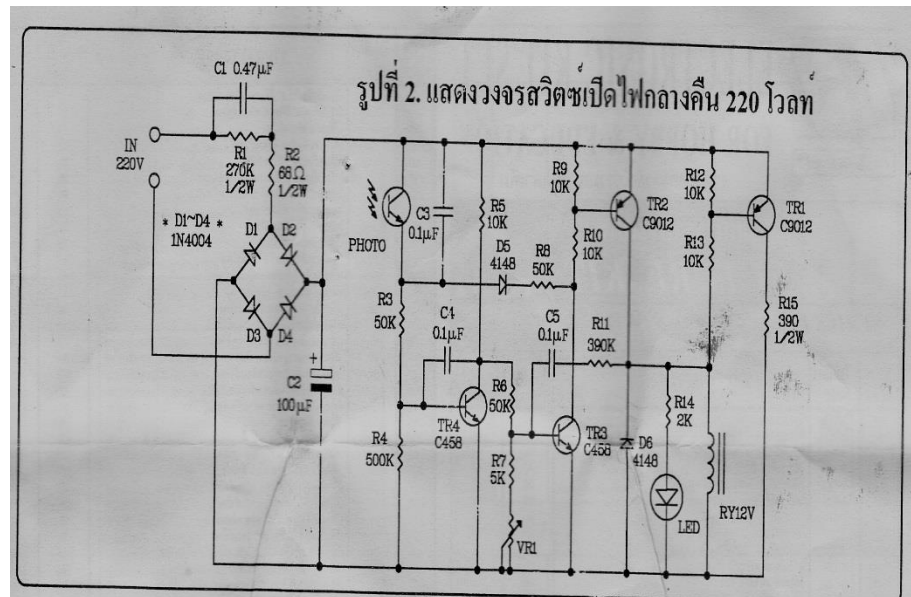 รูปที่ 2. แสดงวงจรสวิตซ์เปิดไฟกลางคืน 220 โวลท์
C1 0.47µF
IN
220V
R1
270K
1/2W
R2
68Ω
1/2W
* D1~D4 *
1N4004
D1
D2
D3
D4
C2
100µF
PHOTO
C3
0.1µF
R5
10K
D5
4148
R8
50K
R9
10K
R10
10K
TR2
C9012
R12
10K
R13
10K
TR1
C9012
R3
50K
C4
0.1µF
C5
0.1µF
R11
390K
R15
390
1/2W
R4
500K
TR4
C458
R6
50K
R7
5K
VR1
TR3
C458
D6
4148
R14
2K
LED
RY12V